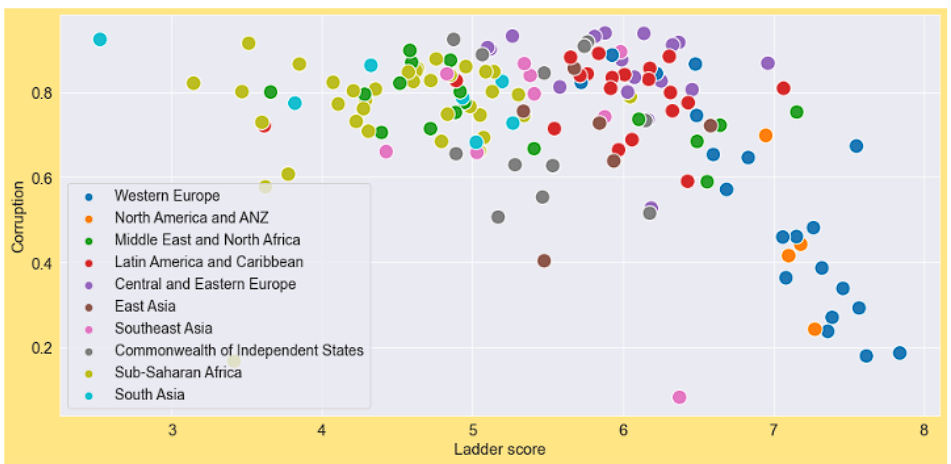 Corruption
0.8
0.6
0.4
0.2
Western Europe
North America and ANZ
Middle East and North Africa
Latin America and Caribbean
Central and Eastern Europe
East Asia
Southeast Asia
Commonwealth of Independent States
Sub-Saharan Africa
South Asia
3 4 5 6 7 8
Ladder score